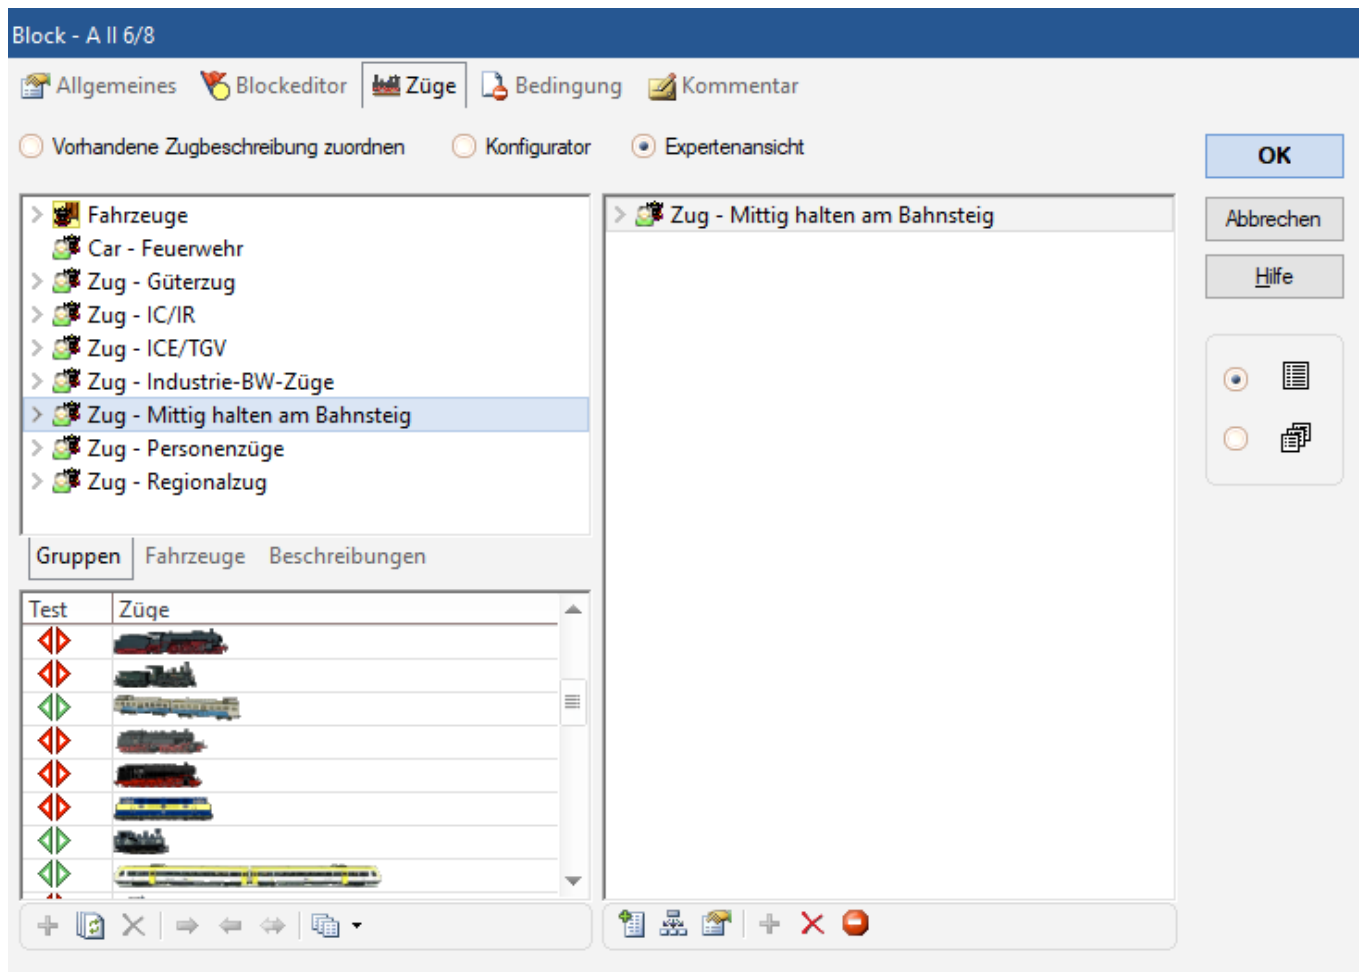 Block - A II 6/8
Allgemeines Blockeditor Züge Bedingung Kommentar
Vorhandene Zugbeschreibung zuordnen Konfigurator Expertenansicht
OK
Abbrechen
Hilfe
Fahrzeuge
Car - Feuerwehr
Zug - Güterzug
Zug - IC/IR
Zug - ICE/TGV
Zug - Industrie-BW-Züge
Zug - Mittig halten am Bahnsteig
Zug - Personenzüge
Zug - Regionalzug
Zug - Mittig halten am Bahnsteig
Gruppen Fahrzeuge Beschreibungen
Test Züge